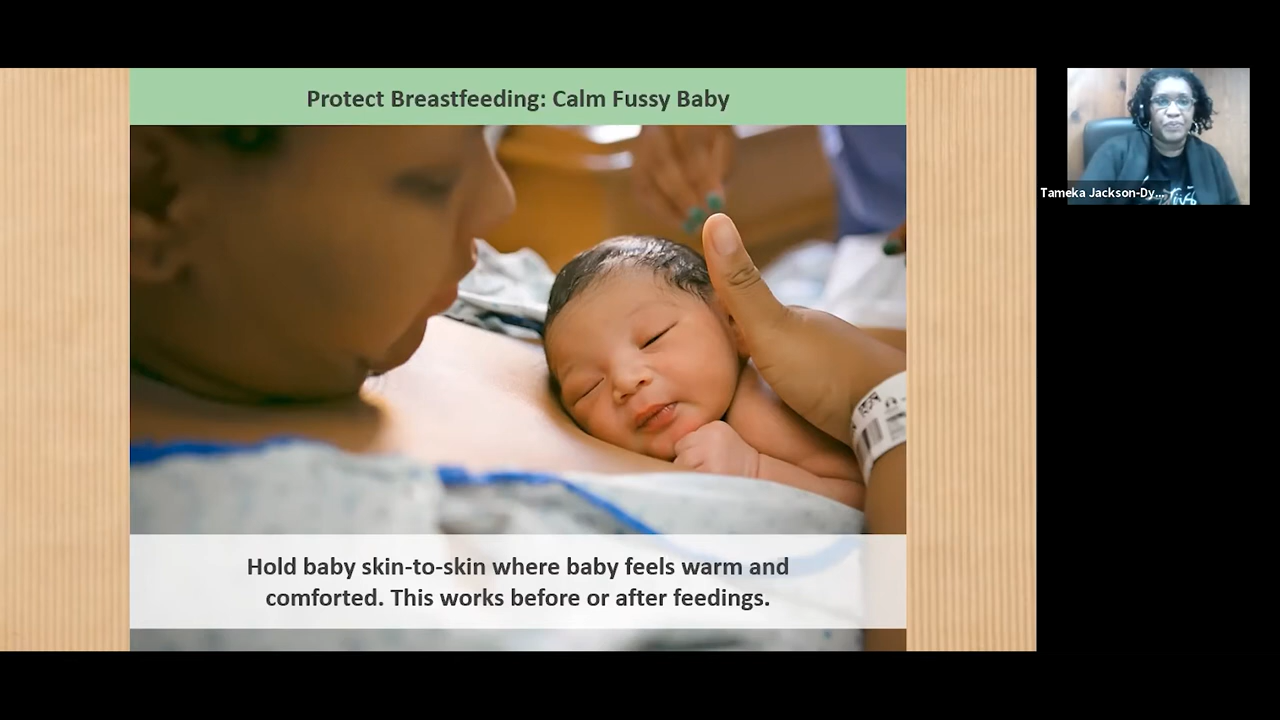 Protect Breastfeeding: Calm Fussy Baby
Hold baby skin-to-skin where baby feels warm and
comforted. This works before or after feedings.
Tameka Jackson-Dy...